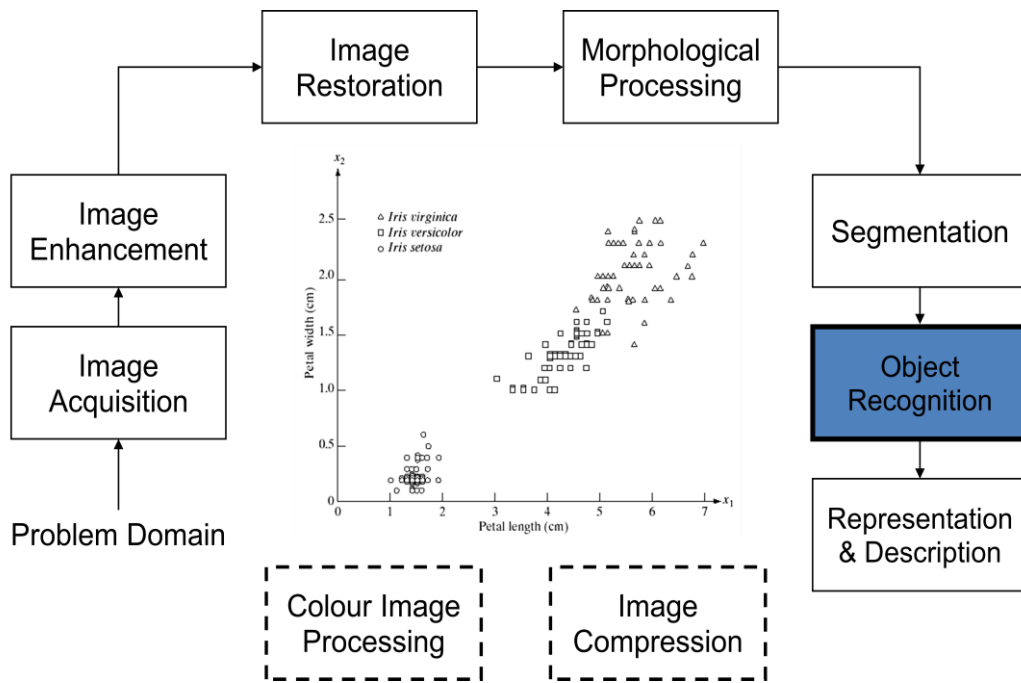 Image
Restoration
Morphological
Processing
Image
Enhancement
Segmentation
Image
Acquisition
Object
Recognition
Problem Domain
Representation
& Description
x₂
2.5
2.0
1.5
1.0
0.5
0
Petal width (cm)
△ Iris virginica
□ Iris versicolor
○ Iris setosa
0 1 2 3 4 5 6 7
x₁
Petal length (cm)
Colour Image
Processing
Image
Compression